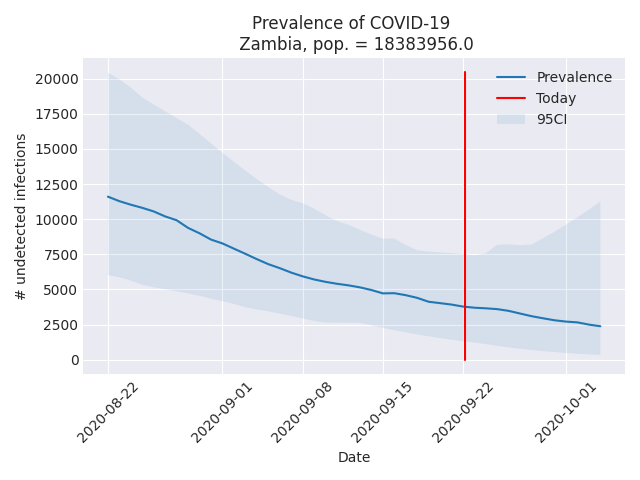 Prevalence of COVID-19
Zambia, pop. = 18383956.0
Prevalence
Today
95CI
20000
17500
15000
12500
10000
7500
5000
2500
0
# undetected infections
2020-08-22
2020-09-01
2020-09-08
2020-09-15
2020-09-22
2020-10-01
Date